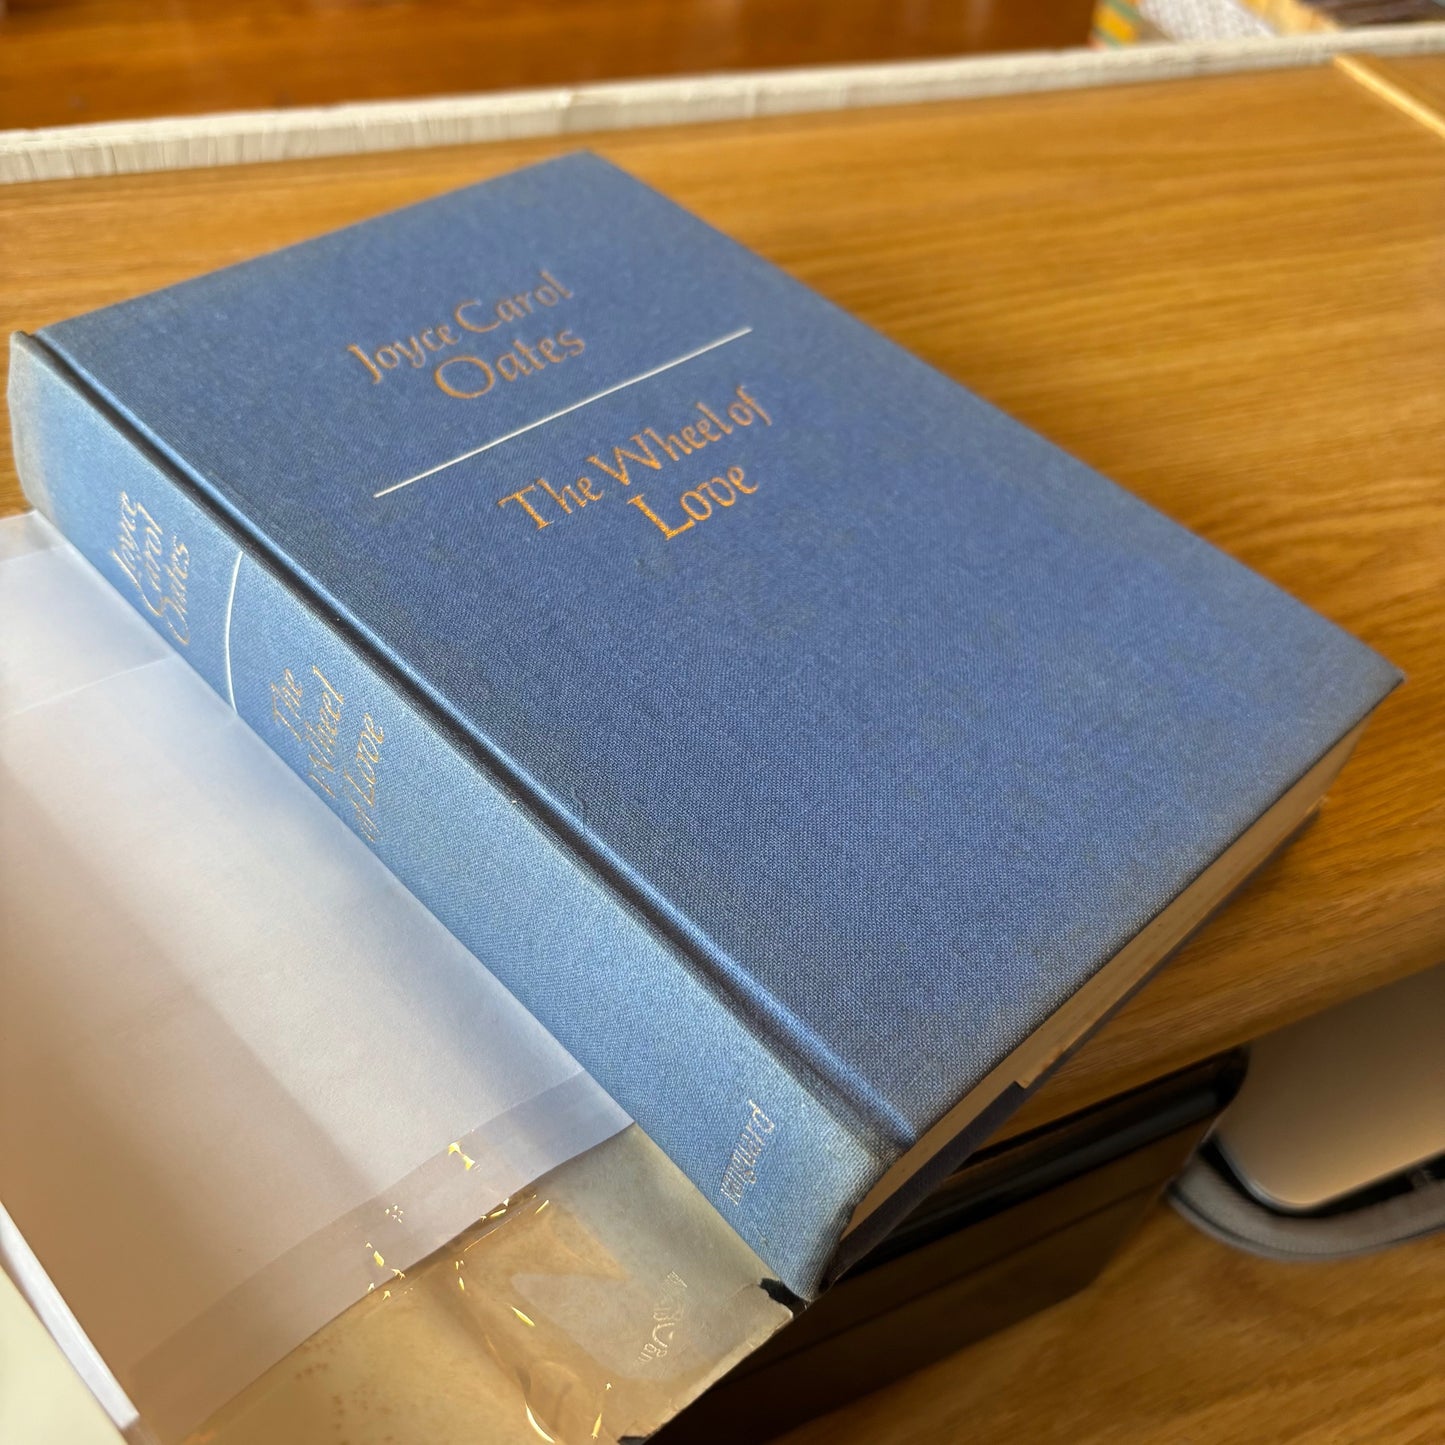 Joyce Carol
Oates
The Wheel of
Love
Joyce
Carol
Oates
The
Wheel
of Love
vanguard